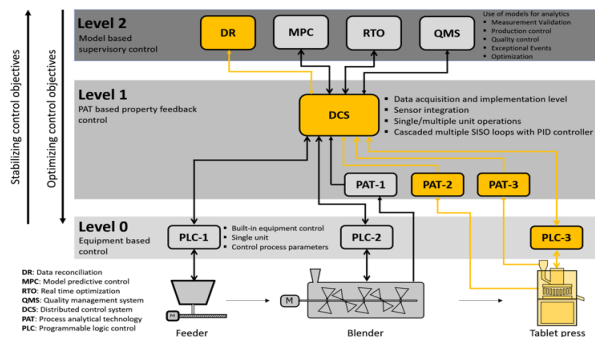 Stabilizing control objectives
Optimizing control objectives
Level 2
Model based
supervisory control
DR
MPC
RTO
QMS
Use of models for analytics
• Measurement Validation
• Production control
• Quality control
• Exceptional Events
• Optimization
Level 1
PAT based property feedback
control
DCS
• Data acquisition and implementation level
• Sensor integration
• Single/multiple unit operations
• Cascaded multiple SISO loops with PID controller
PAT-1
PAT-2
PAT-3
Level 0
Equipment based
control
PLC-1
• Built-in equipment control
• Single unit
• Control process parameters
PLC-2
PLC-3
DR: Data reconciliation
MPC: Model predictive control
RTO: Real time optimization
QMS: Quality management system
DCS: Distributed control system
PAT: Process analytical technology
PLC: Programmable logic control
M
M
Feeder
Blender
Tablet press